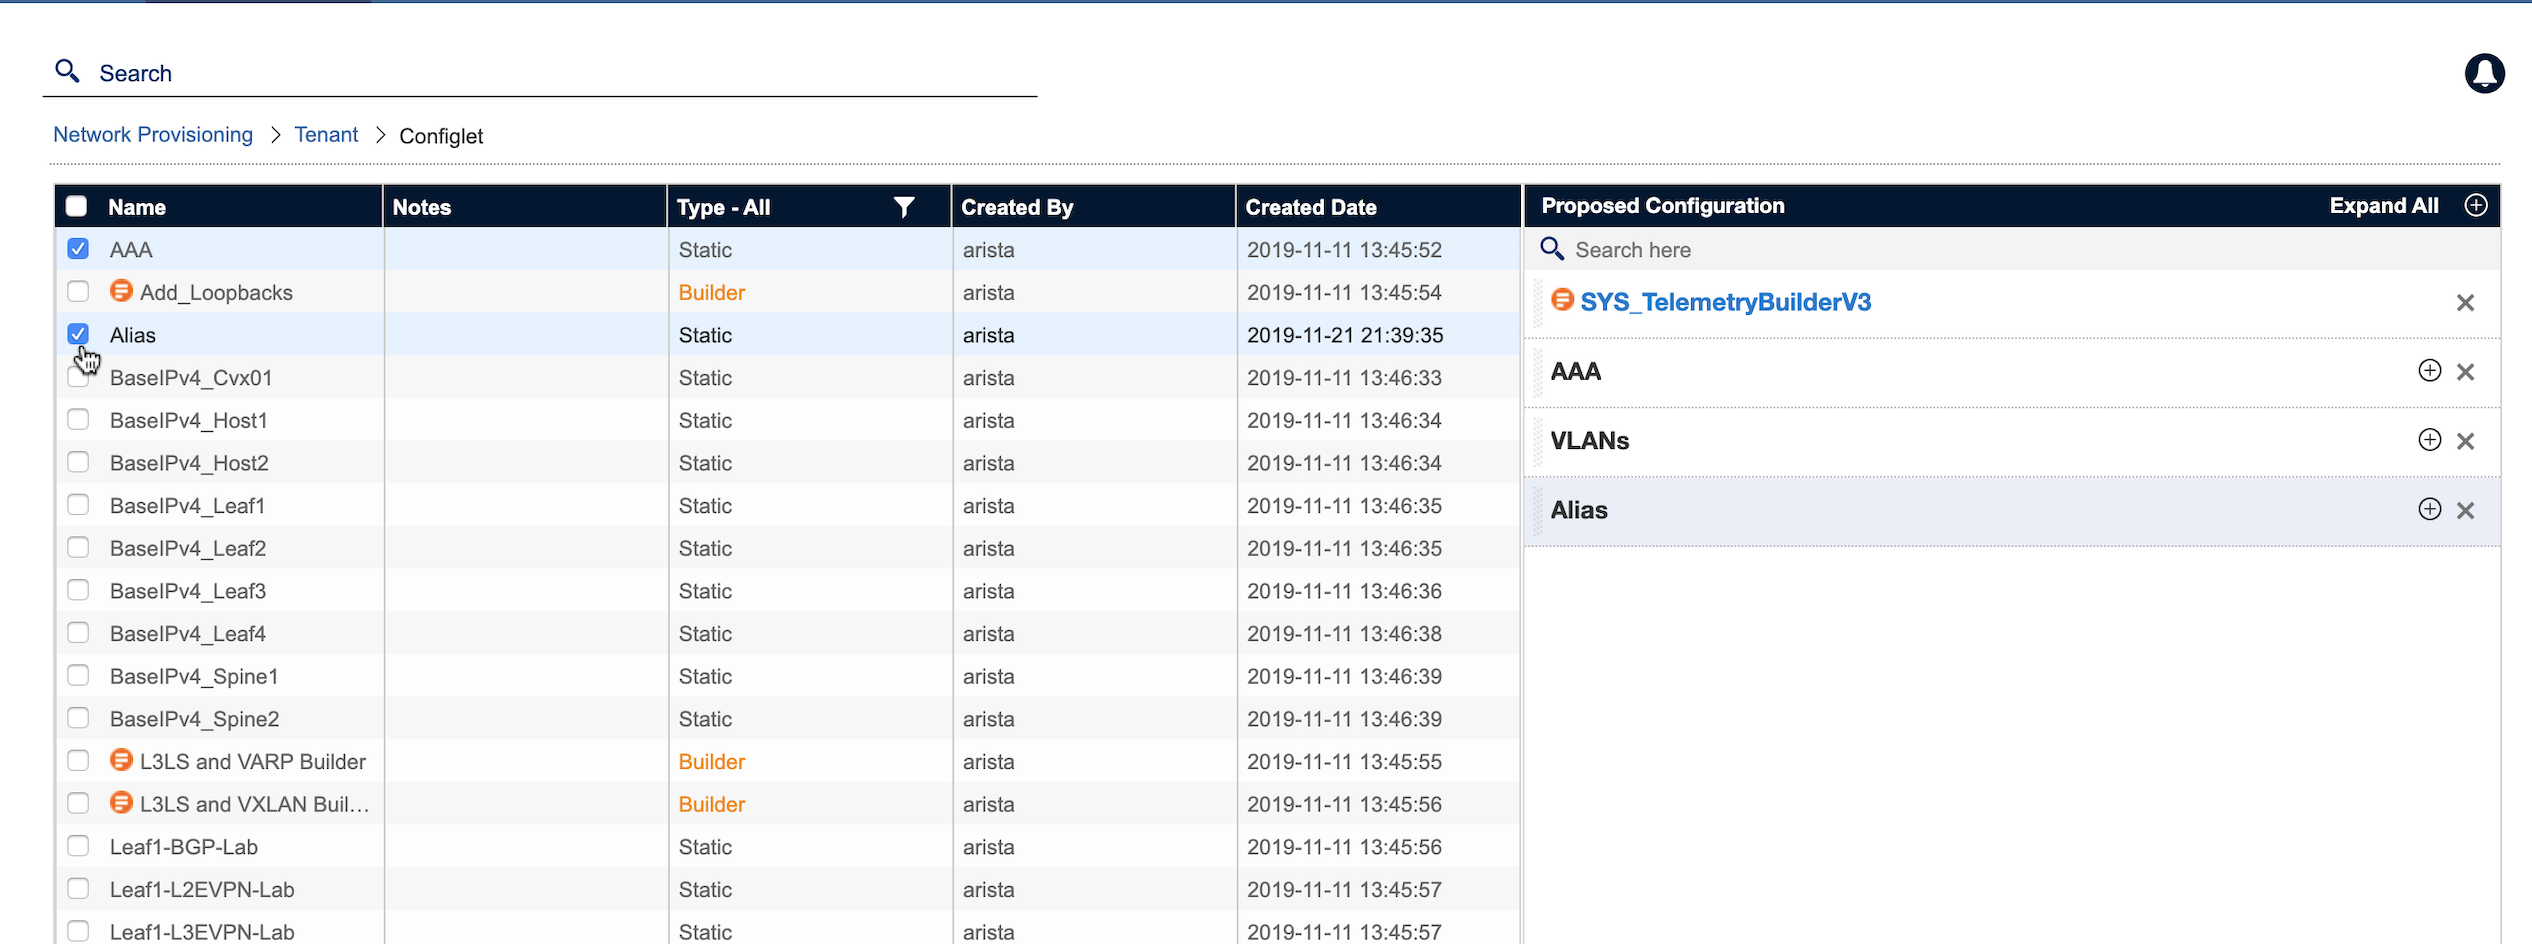 Search
Network Provisioning > Tenant > Configlet
Name Notes Type - All Created By Created Date
AAA Static arista 2019-11-11 13:45:52
Add_Loopbacks Builder arista 2019-11-11 13:45:54
Alias Static arista 2019-11-21 21:39:35
BaseIPv4_Cvx01 Static arista 2019-11-11 13:46:33
BaseIPv4_Host1 Static arista 2019-11-11 13:46:34
BaseIPv4_Host2 Static arista 2019-11-11 13:46:34
BaseIPv4_Leaf1 Static arista 2019-11-11 13:46:35
BaseIPv4_Leaf2 Static arista 2019-11-11 13:46:35
BaseIPv4_Leaf3 Static arista 2019-11-11 13:46:36
BaseIPv4_Leaf4 Static arista 2019-11-11 13:46:38
BaseIPv4_Spine1 Static arista 2019-11-11 13:46:39
BaseIPv4_Spine2 Static arista 2019-11-11 13:46:39
L3LS and VARP Builder Builder arista 2019-11-11 13:45:55
L3LS and VXLAN Buil... Builder arista 2019-11-11 13:45:56
Leaf1-BGP-Lab Static arista 2019-11-11 13:45:56
Leaf1-L2EVPN-Lab Static arista 2019-11-11 13:45:57
Leaf1-L3EVPN-Lab Static arista 2019-11-11 13:45:57
Proposed Configuration Expand All
Search here
SYS_TelemetryBuilderV3
AAA
VLANs
Alias